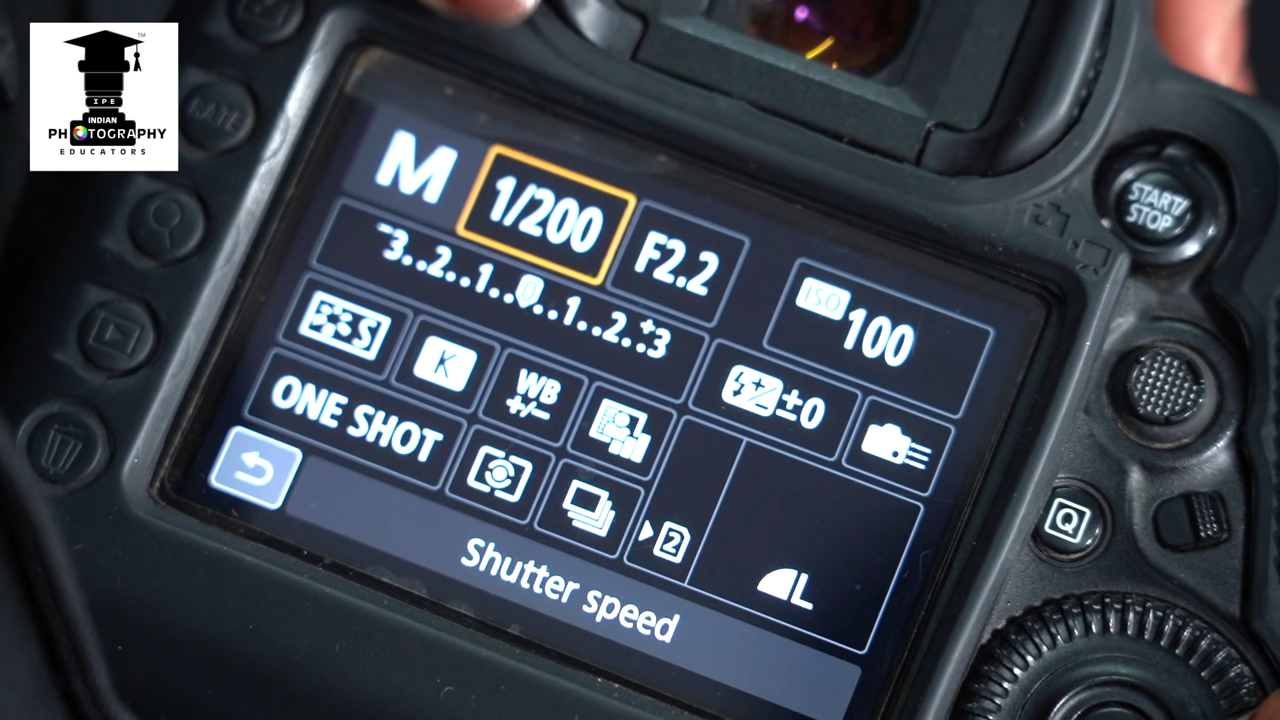 TM
IPE
INDIAN
PHOTOGRAPHY
EDUCATORS
RATE
START/
STOP
M 1/200 F2.2 ISO 100
-3..2..1..0..1..2..+3
S K WB +/- ±0
ONE SHOT
2
L
Q
Shutter speed